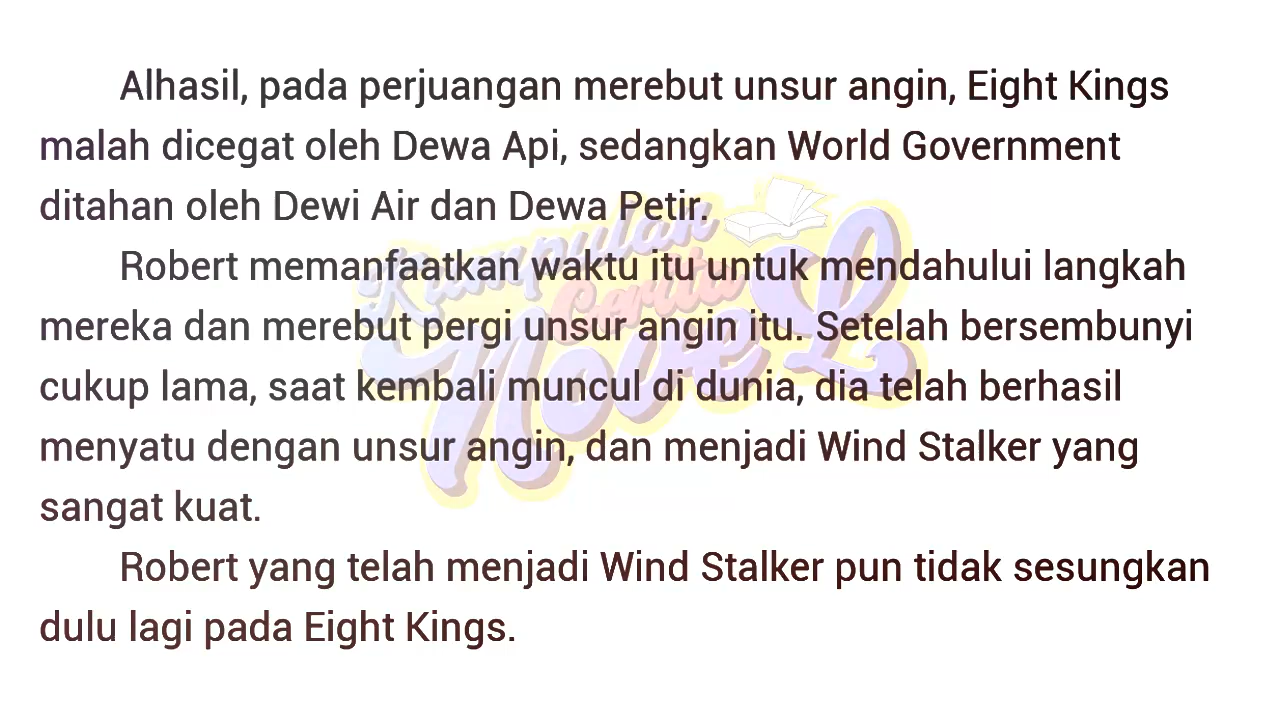 Alhasil, pada perjuangan merebut unsur angin, Eight Kings
malah dicegat oleh Dewa Api, sedangkan World Government
ditahan oleh Dewi Air dan Dewa Petir.
Robert memanfaatkan waktu itu untuk mendahului langkah
mereka dan merebut pergi unsur angin itu. Setelah bersembunyi
cukup lama, saat kembali muncul di dunia, dia telah berhasil
menyatu dengan unsur angin, dan menjadi Wind Stalker yang
sangat kuat.
Robert yang telah menjadi Wind Stalker pun tidak sesungkan
dulu lagi pada Eight Kings.
Kumpulan
Cerita
Novel